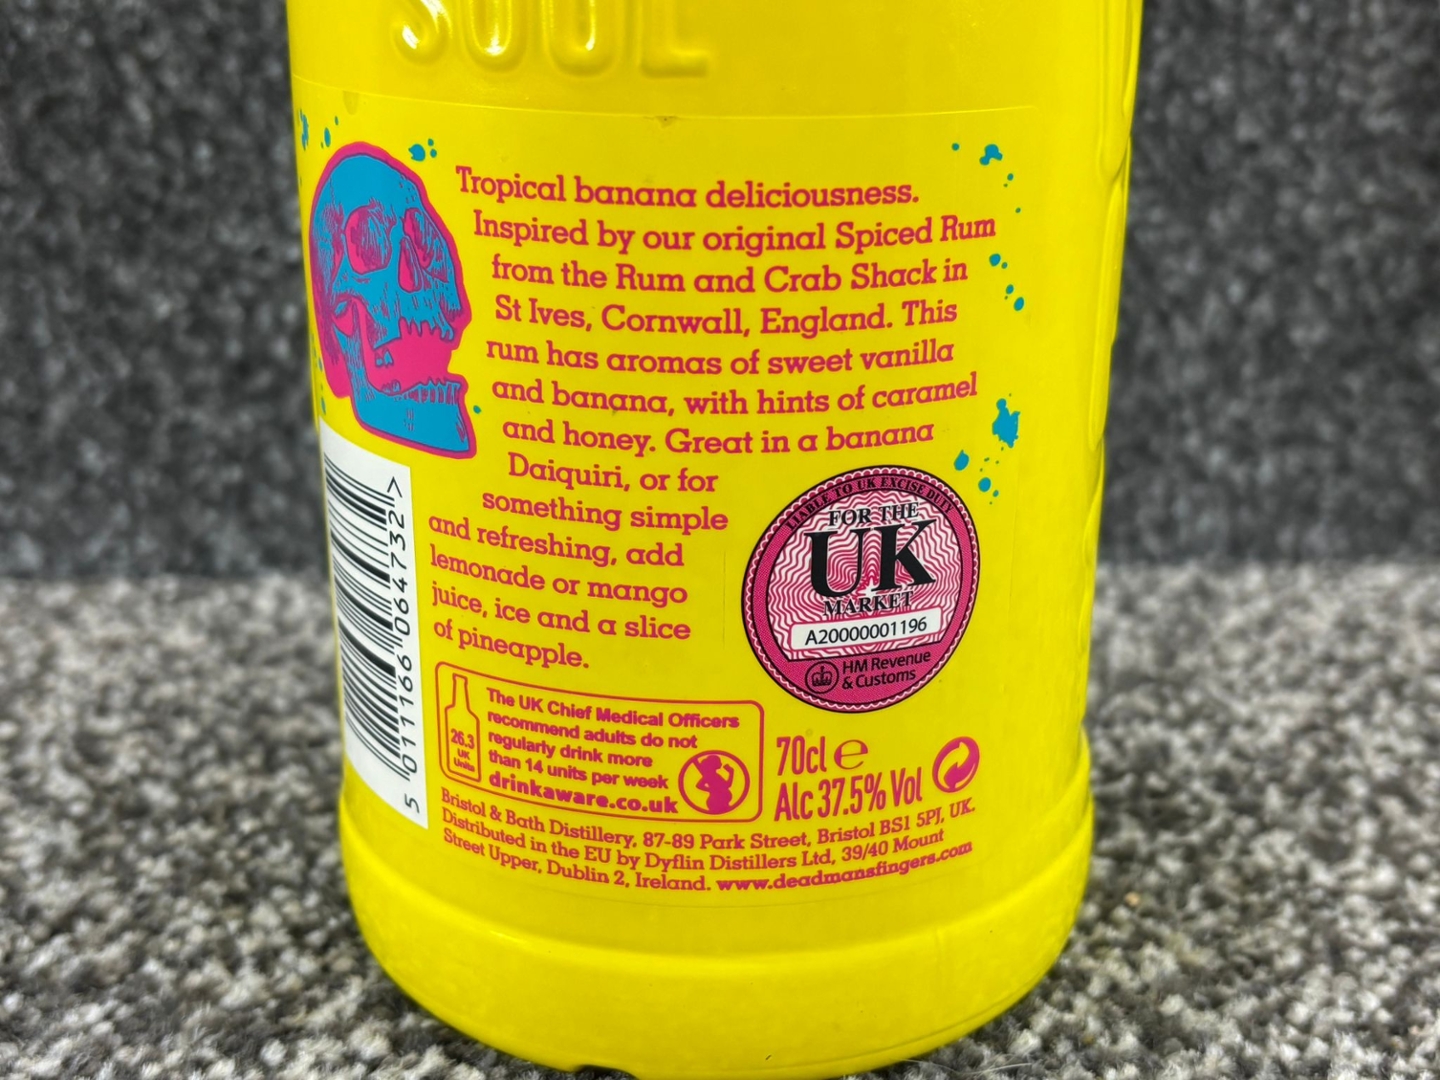 SOUL
Tropical banana deliciousness.
Inspired by our original Spiced Rum
from the Rum and Crab Shack in
St Ives, Cornwall, England. This
rum has aromas of sweet vanilla
and banana, with hints of caramel
and honey. Great in a banana
Daiquiri, or for
something simple
and refreshing, add
lemonade or mango
juice, ice and a slice
of pineapple.
LIABLE TO UK EXCISE DUTY
FOR THE
UK
MARKET
A20000001196
HM Revenue
& Customs
5 011166 064732 >
26.3
UK
Units
The UK Chief Medical Officers
recommend adults do not
regularly drink more
than 14 units per week
drinkaware.co.uk
70cl e
Alc 37.5% Vol
Bristol & Bath Distillery, 87-89 Park Street, Bristol BS1 5PJ, UK.
Distributed in the EU by Dyflin Distillers Ltd, 39/40 Mount
Street Upper, Dublin 2, Ireland. www.deadmansfingers.com